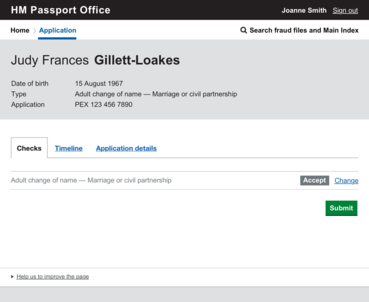 HM Passport Office
Joanne Smith Sign out
Home > Application
Search fraud files and Main Index
Judy Frances Gillett-Loakes
Date of birth 15 August 1967
Type Adult change of name — Marriage or civil partnership
Application PEX 123 456 7890
Checks Timeline Application details
Adult change of name — Marriage or civil partnership Accept Change
Submit
Help us to improve the page